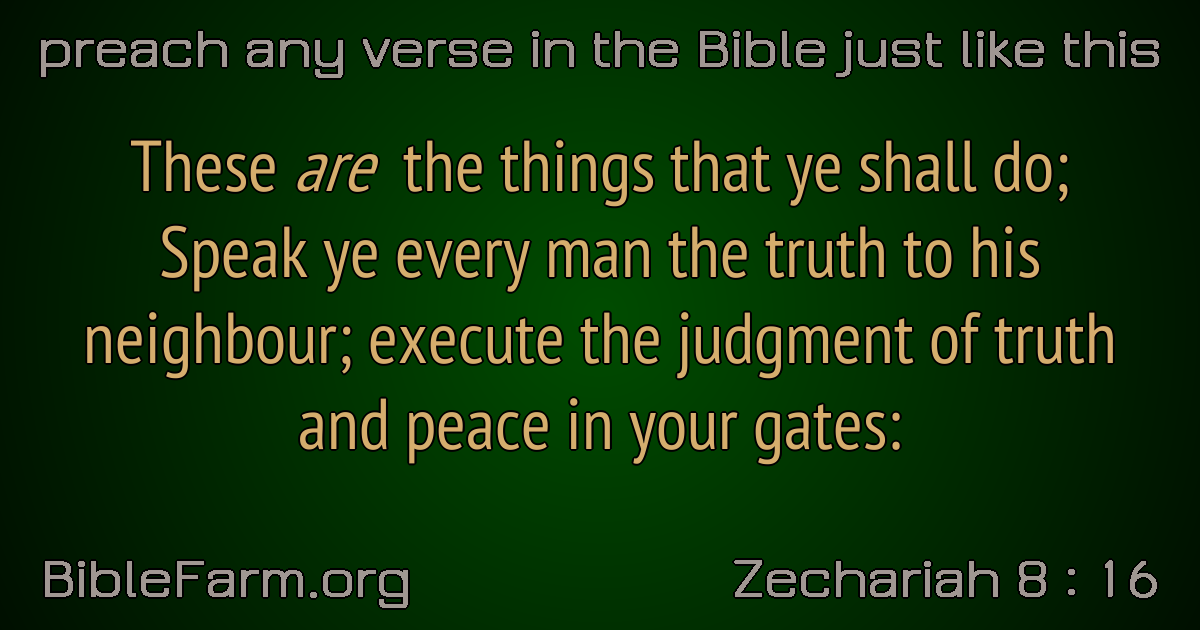 preach any verse in the Bible just like this
These are the things that ye shall do;
Speak ye every man the truth to his
neighbour; execute the judgment of truth
and peace in your gates:
BibleFarm.org
Zechariah 8 : 16